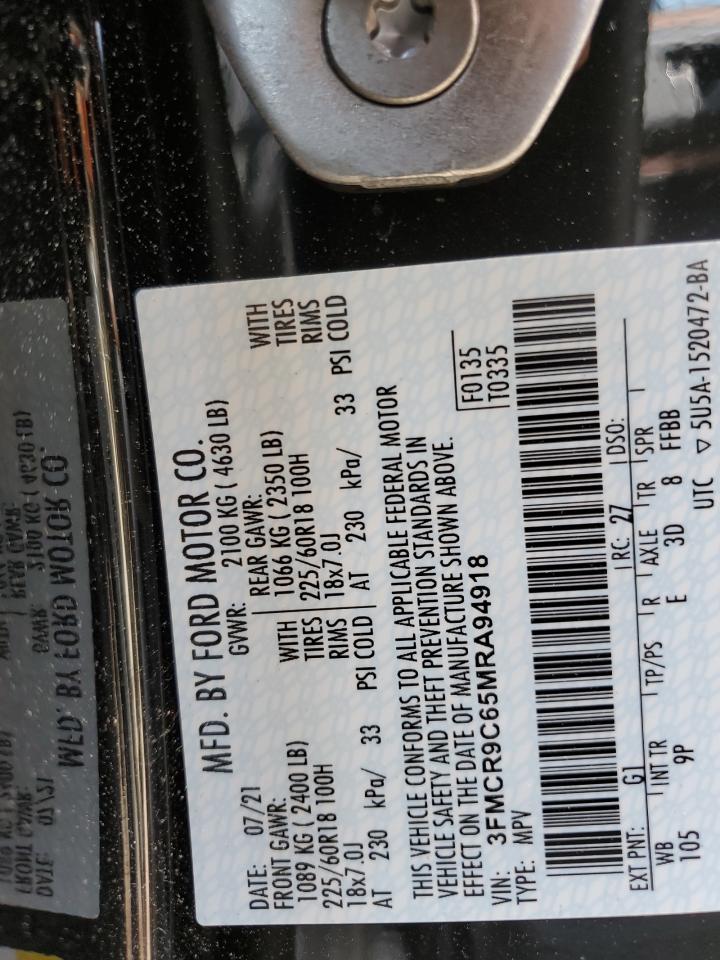 MFD. BY FORD MOTOR CO.
DATE: 07/21 GVWR: 2100 KG ( 4630 LB)
FRONT GAWR: REAR GAWR:
1089 KG ( 2400 LB) WITH 1066 KG ( 2350 LB) WITH
225/60R18 100H TIRES 225/60R18 100H TIRES
18x7.0J RIMS 18x7.0J RIMS
AT 230 kPa/ 33 PSI COLD AT 230 kPa/ 33 PSI COLD
THIS VEHICLE CONFORMS TO ALL APPLICABLE FEDERAL MOTOR
VEHICLE SAFETY AND THEFT PREVENTION STANDARDS IN
EFFECT ON THE DATE OF MANUFACTURE SHOWN ABOVE.
VIN: 3FMCR9C65MRA94918 F0135
TYPE: MPV T0335
EXT PNT: G1 RC: 27 DSO:
WB INT TR TP/PS R AXLE TR SPR
105 9P E 3D 8 FFBB
UTC ▽ 5U5A-1520472-BA